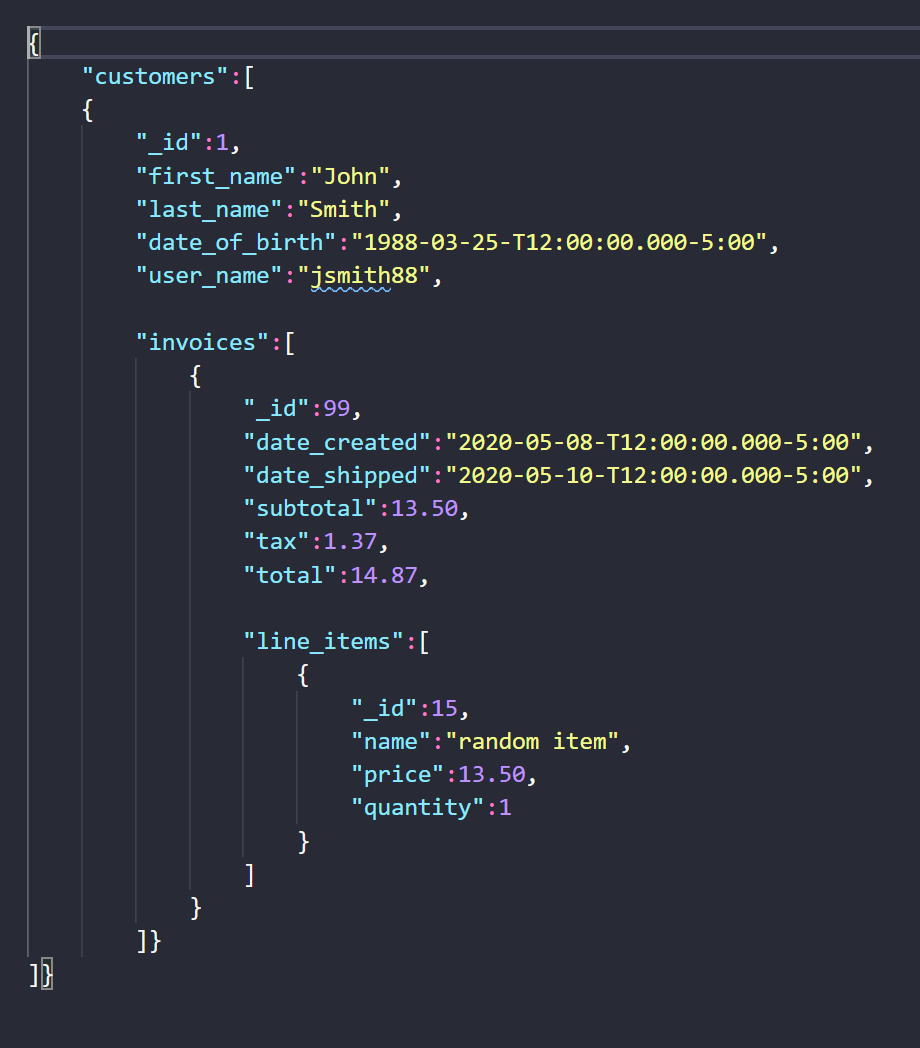 {
    "customers":[
    {
        "_id":1,
        "first_name":"John",
        "last_name":"Smith",
        "date_of_birth":"1988-03-25-T12:00:00.000-5:00",
        "user_name":"jsmith88",

        "invoices":[
            {
                "_id":99,
                "date_created":"2020-05-08-T12:00:00.000-5:00",
                "date_shipped":"2020-05-10-T12:00:00.000-5:00",
                "subtotal":13.50,
                "tax":1.37,
                "total":14.87,

                "line_items":[
                    {
                        "_id":15,
                        "name":"random item",
                        "price":13.50,
                        "quantity":1
                    }
                ]
            }
        ]}
]}